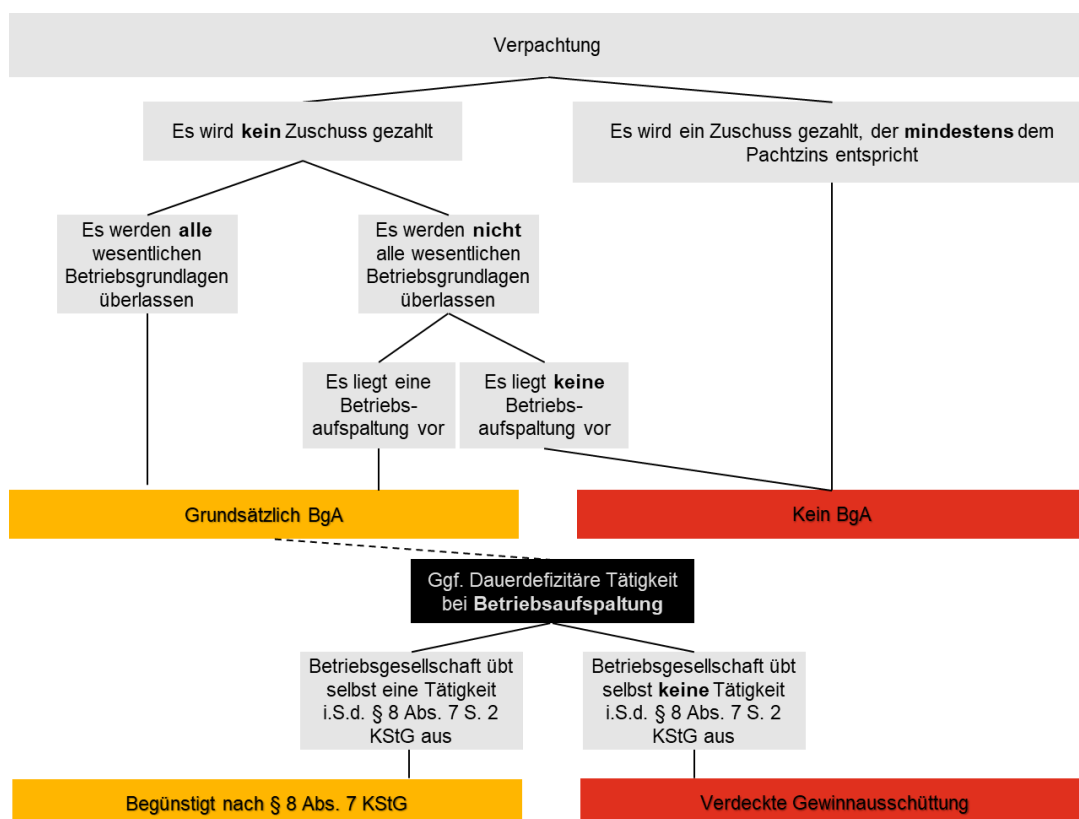 Verpachtung
Es wird kein Zuschuss gezahlt
Es wird ein Zuschuss gezahlt, der mindestens dem
Pachtzins entspricht
Es werden alle
wesentlichen
Betriebsgrundlagen
überlassen
Es werden nicht
alle wesentlichen
Betriebsgrundlagen
überlassen
Es liegt eine
Betriebs-
aufspaltung vor
Es liegt keine
Betriebs-
aufspaltung vor
Grundsätzlich BgA
Kein BgA
Ggf. Dauerdefizitäre Tätigkeit
bei Betriebsaufspaltung
Betriebsgesellschaft übt
selbst eine Tätigkeit
i.S.d. § 8 Abs. 7 S. 2
KStG aus
Betriebsgesellschaft übt
selbst keine Tätigkeit
i.S.d. § 8 Abs. 7 S. 2
KStG aus
Begünstigt nach § 8 Abs. 7 KStG
Verdeckte Gewinnausschüttung